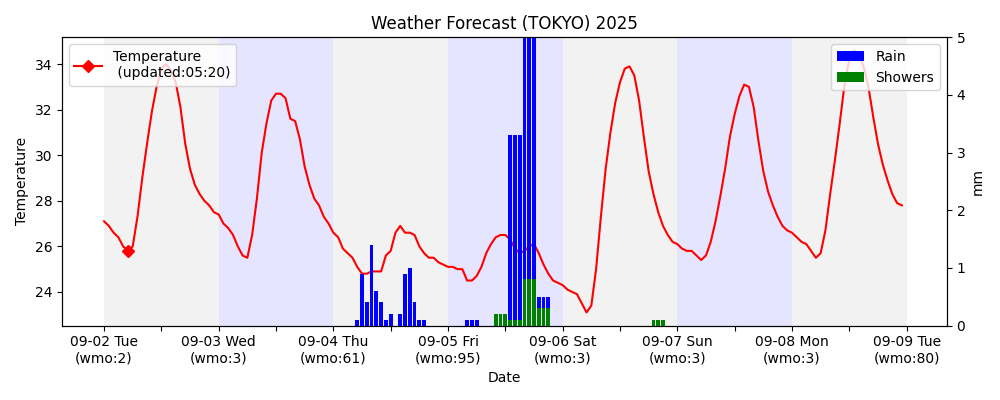 Weather Forecast (TOKYO) 2025
Temperature
(updated:05:20)
Rain
Showers
Temperature
34
32
30
28
26
24
5
4
3
2
1
0
mm
09-02 Tue
(wmo:2)
09-03 Wed
(wmo:3)
09-04 Thu
(wmo:61)
09-05 Fri
(wmo:95)
09-06 Sat
(wmo:3)
09-07 Sun
(wmo:3)
09-08 Mon
(wmo:3)
09-09 Tue
(wmo:80)
Date